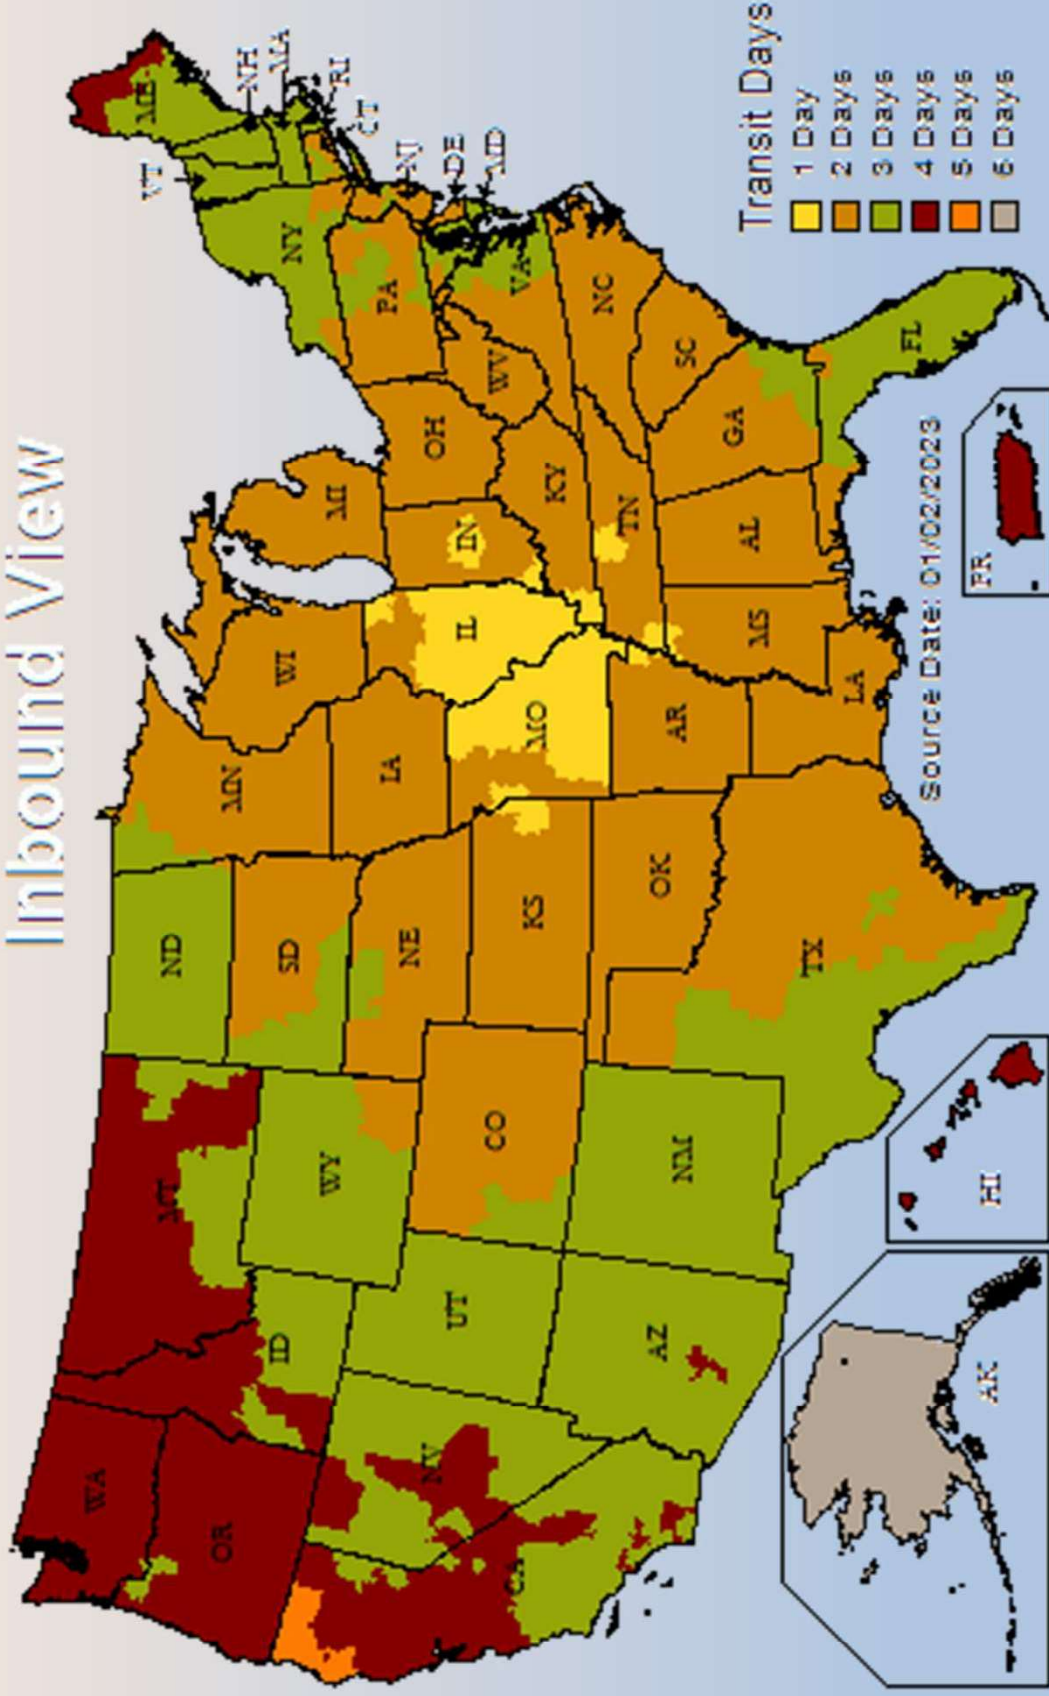 Inbound View
WA
OR
CA
NV
ID
MT
WY
UT
AZ
CO
NM
ND
SD
NE
KS
OK
TX
MN
IA
MO
AR
LA
WI
IL
MI
IN
OH
KY
TN
MS
AL
GA
FL
SC
NC
VA
WV
PA
NY
VT
ME
NH
MA
RI
CT
NJ
DE
MD
AK
HI
PR
Source Date: 01/02/2023
Transit Days
1 Day
2 Days
3 Days
4 Days
5 Days
6 Days